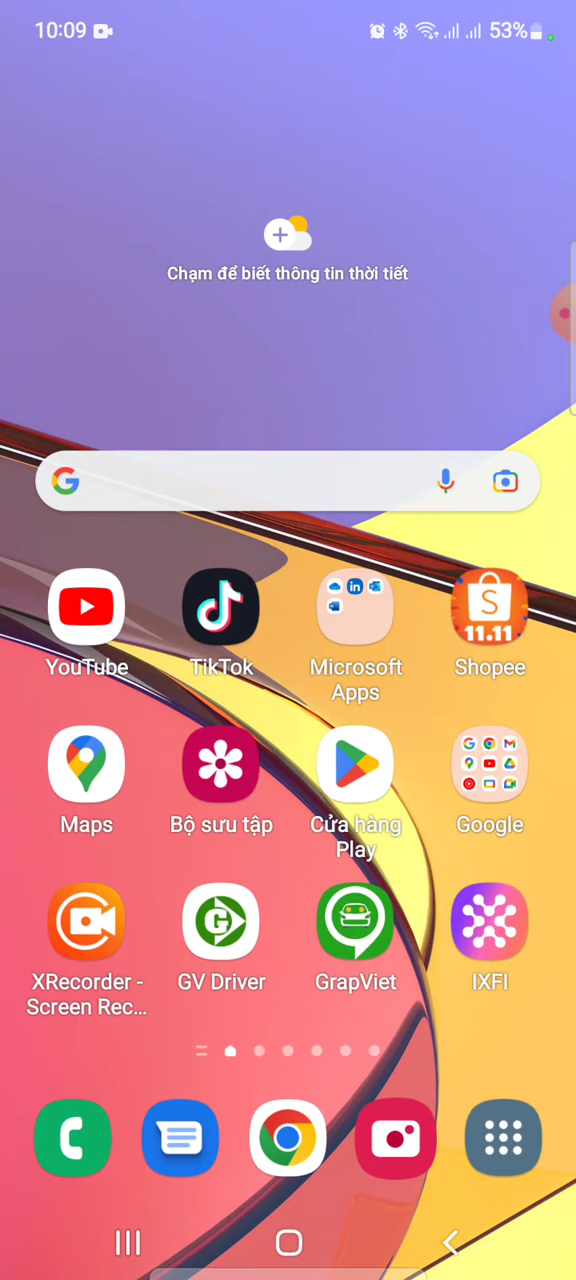 10:09
53%
Chạm để biết thông tin thời tiết
YouTube
TikTok
Microsoft
Apps
11.11
Shopee
Maps
Bộ sưu tập
Cửa hàng
Play
Google
XRecorder -
Screen Rec...
GV Driver
GrapViet
IXFI